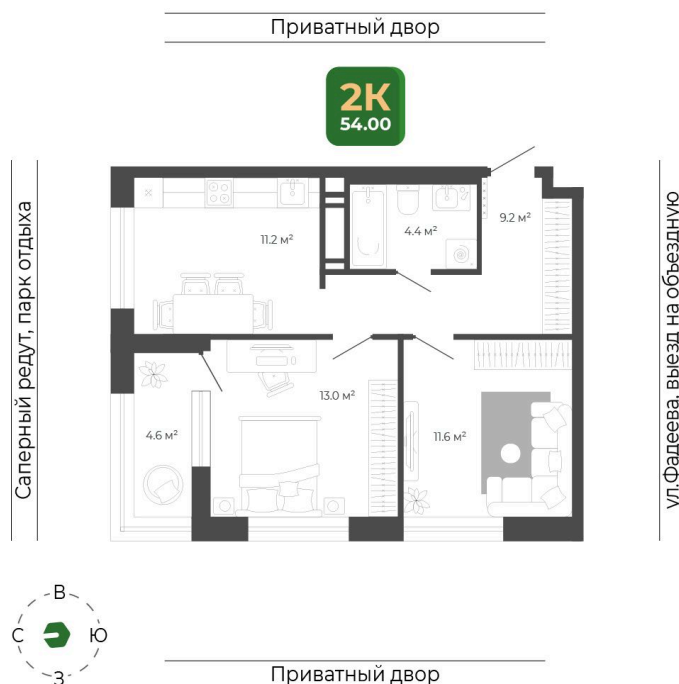 Приватный двор
2К
54.00
Саперный редут, парк отдыха
ул.Фадеева, выезд на объездную
11.2 м²
4.4 м²
9.2 м²
4.6 м²
13.0 м²
11.6 м²
В
С
Ю
З
Приватный двор